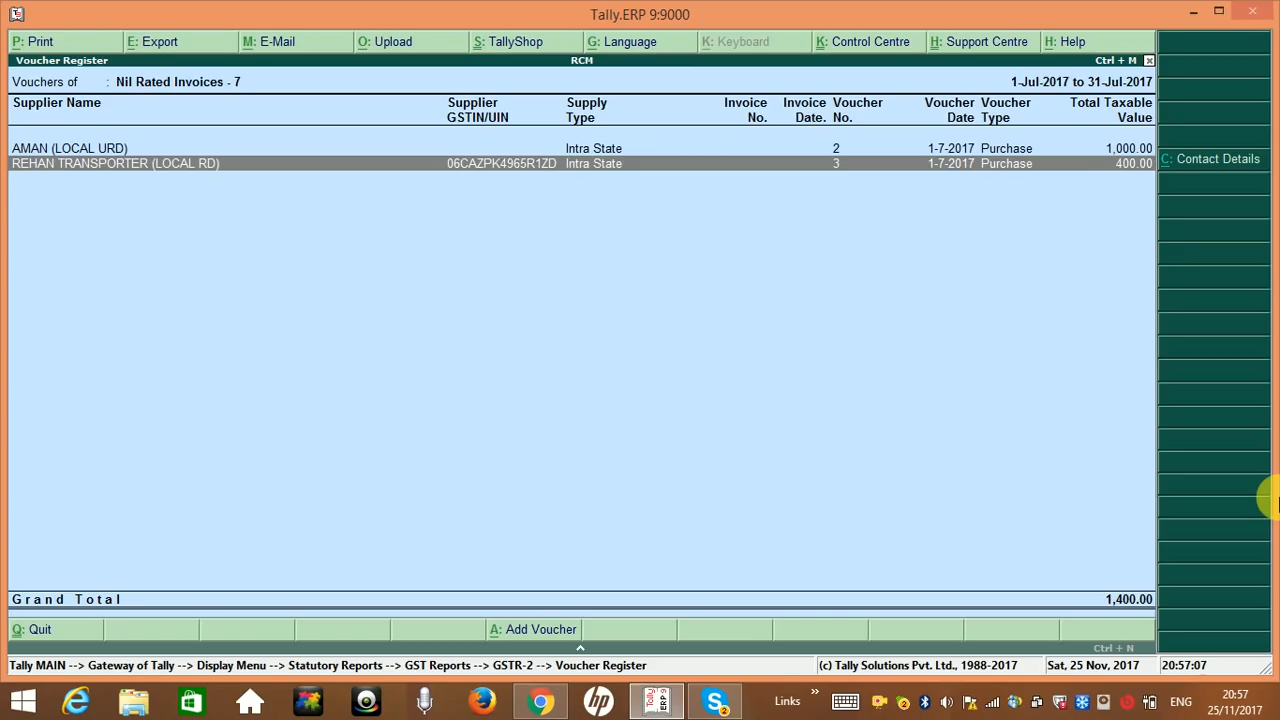 Tally.ERP 9:9000
P: Print E: Export M: E-Mail O: Upload S: TallyShop G: Language K: Keyboard K: Control Centre H: Support Centre H: Help
Voucher Register RCM Ctrl + M
Vouchers of : Nil Rated Invoices - 7 1-Jul-2017 to 31-Jul-2017
Supplier Name Supplier Supply Invoice Invoice Voucher Voucher Voucher Total Taxable
GSTIN/UIN Type No. Date. No. Date Type Value
AMAN (LOCAL URD) Intra State 2 1-7-2017 Purchase 1,000.00
REHAN TRANSPORTER (LOCAL RD) 06CAZPK4965R1ZD Intra State 3 1-7-2017 Purchase 400.00
C: Contact Details
Grand Total 1,400.00
Q: Quit A: Add Voucher
Ctrl + N
Tally MAIN --> Gateway of Tally --> Display Menu --> Statutory Reports --> GST Reports --> GSTR-2 --> Voucher Register (c) Tally Solutions Pvt. Ltd., 1988-2017 Sat, 25 Nov, 2017 20:57:07
Links ENG 20:57
25/11/2017